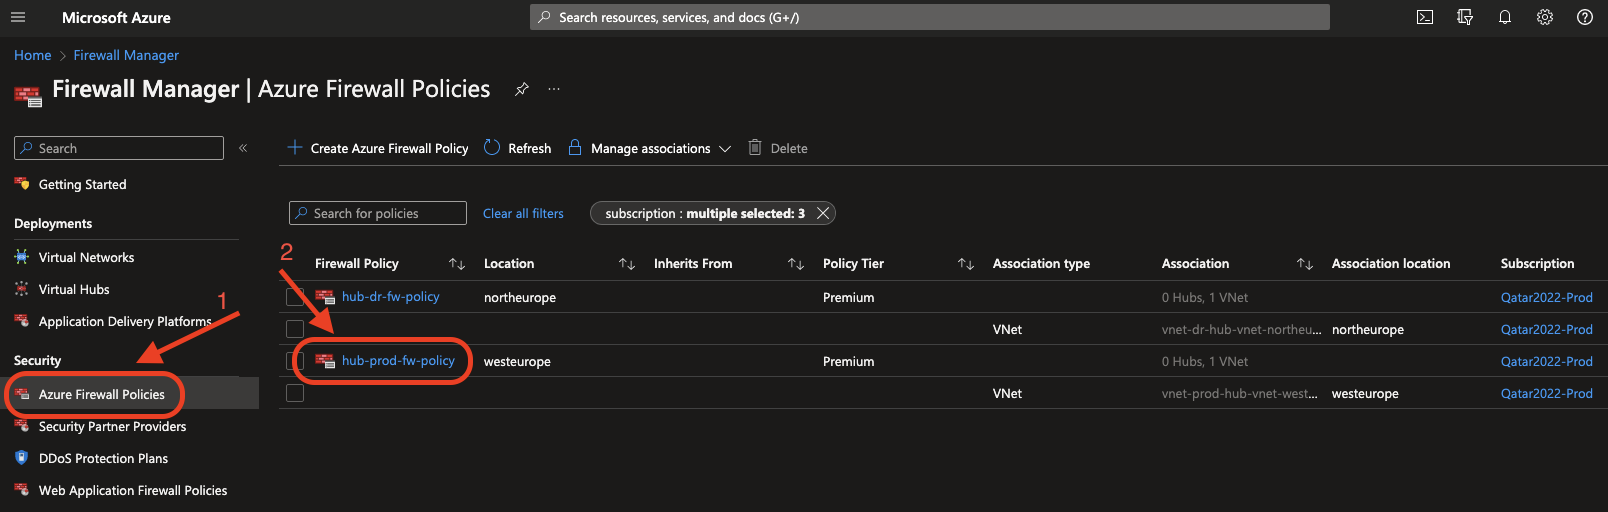 Microsoft Azure
Search resources, services, and docs (G+/)
Home > Firewall Manager
Firewall Manager | Azure Firewall Policies ...
Search «
Getting Started
Deployments
Virtual Networks
Virtual Hubs
Application Delivery Platforms
Security
Azure Firewall Policies
Security Partner Providers
DDoS Protection Plans
Web Application Firewall Policies
1
Create Azure Firewall Policy Refresh Manage associations Delete
Search for policies Clear all filters subscription : multiple selected: 3
2
Firewall Policy Location Inherits From Policy Tier Association type Association Association location Subscription
hub-dr-fw-policy northeurope Premium 0 Hubs, 1 VNet Qatar2022-Prod
VNet vnet-dr-hub-vnet-northeu... northeurope Qatar2022-Prod
hub-prod-fw-policy westeurope Premium 0 Hubs, 1 VNet Qatar2022-Prod
VNet vnet-prod-hub-vnet-west... westeurope Qatar2022-Prod